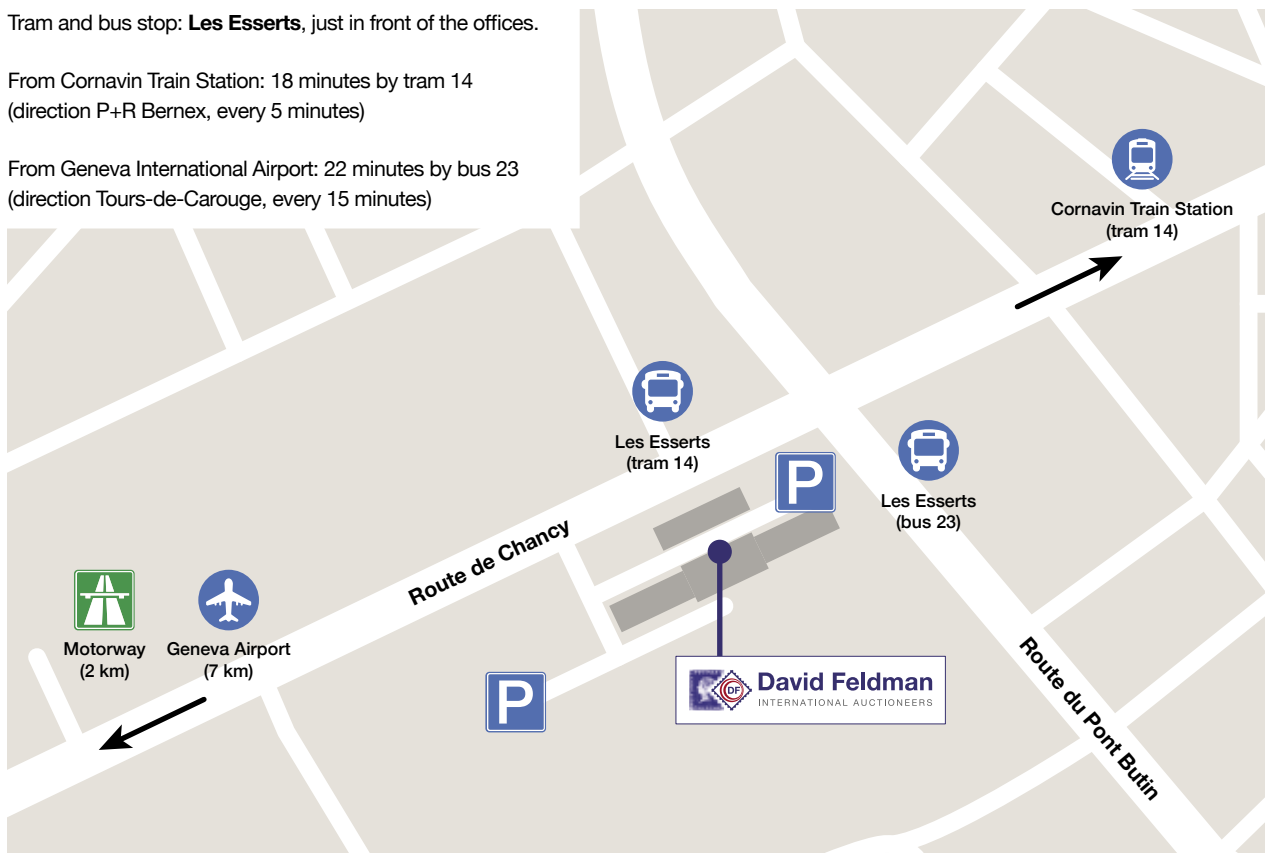 Tram and bus stop: Les Esserts, just in front of the offices.
From Cornavin Train Station: 18 minutes by tram 14
(direction P+R Bernex, every 5 minutes)
From Geneva International Airport: 22 minutes by bus 23
(direction Tours-de-Carouge, every 15 minutes)
Cornavin Train Station
(tram 14)
Les Esserts
(tram 14)
P
Les Esserts
(bus 23)
Route de Chancy
Motorway
(2 km)
Geneva Airport
(7 km)
P
DF
David Feldman
INTERNATIONAL AUCTIONEERS
Route du Pont Butin